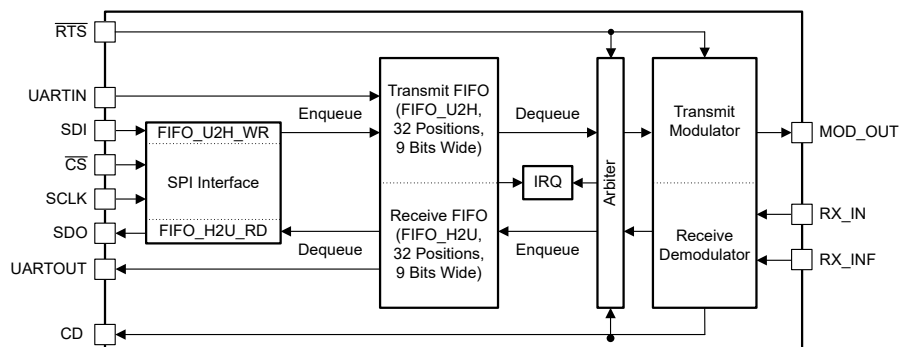 RTS
UARTIN
SDI
CS
SCLK
SDO
UARTOUT
CD
FIFO_U2H_WR
SPI Interface
FIFO_H2U_RD
Enqueue
Dequeue
Transmit FIFO
(FIFO_U2H,
32 Positions,
9 Bits Wide)
Receive FIFO
(FIFO_H2U,
32 Positions,
9 Bits Wide)
Dequeue
IRQ
Enqueue
Arbiter
Transmit
Modulator
Receive
Demodulator
MOD_OUT
RX_IN
RX_INF